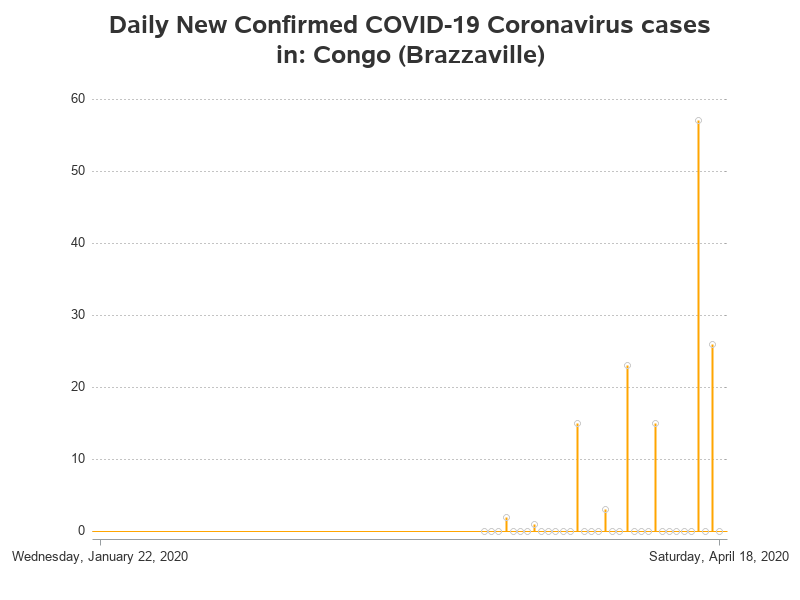 Daily New Confirmed COVID-19 Coronavirus cases
in: Congo (Brazzaville)
60
50
40
30
20
10
0
Wednesday, January 22, 2020
Saturday, April 18, 2020